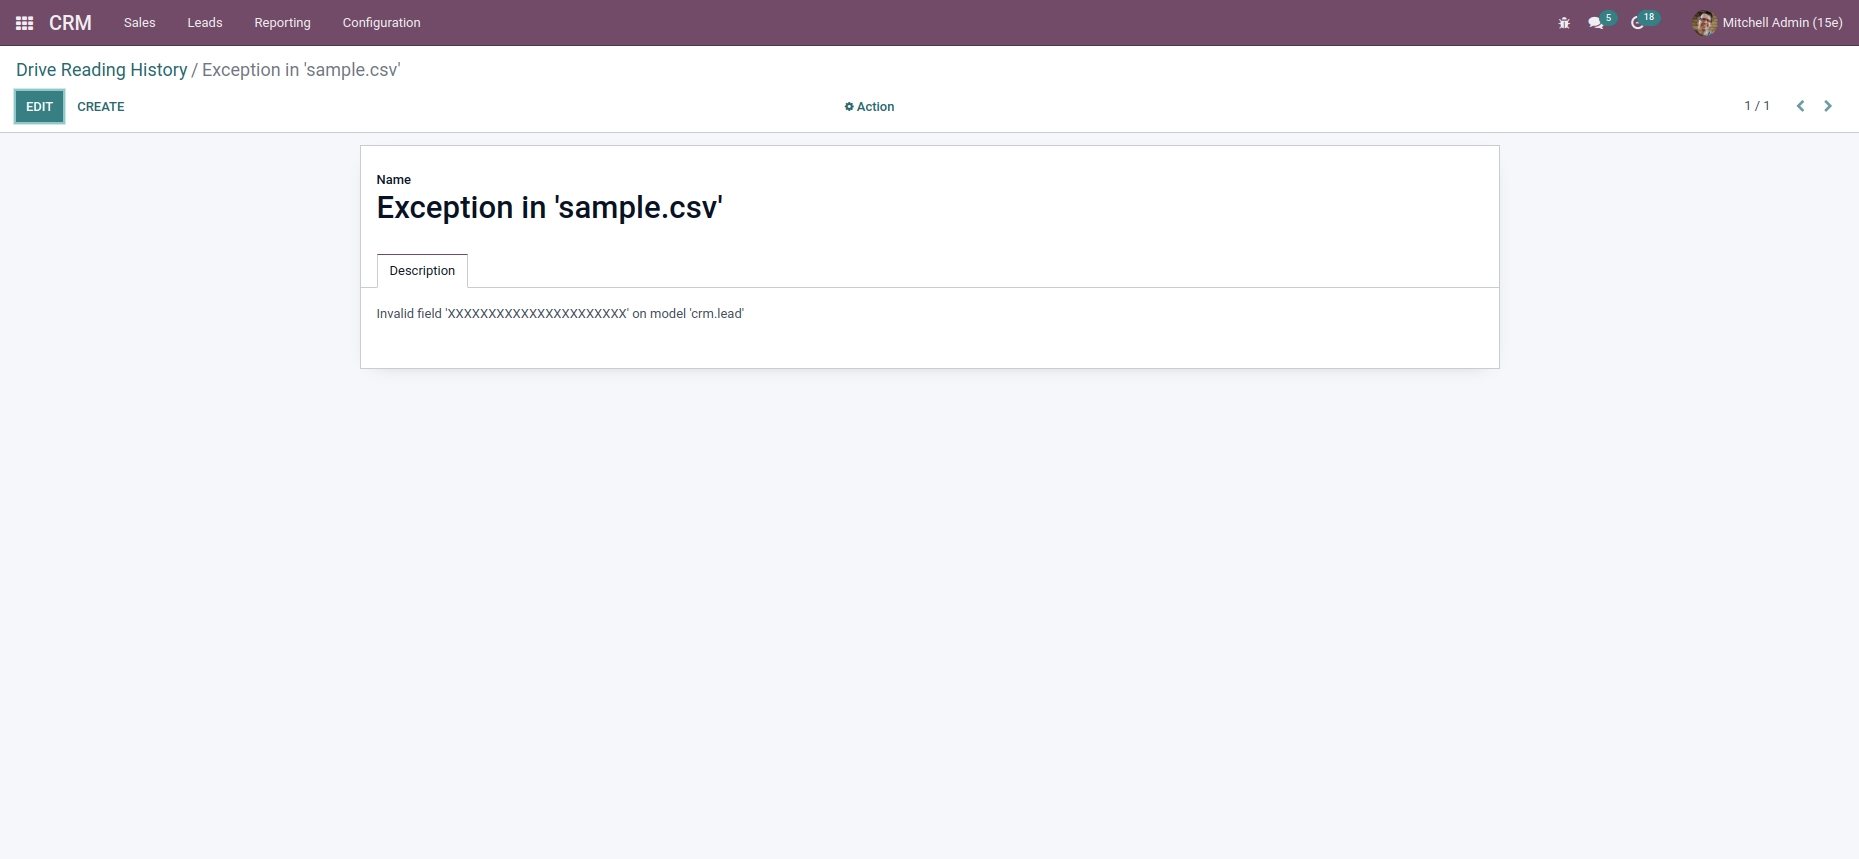 CRM Sales Leads Reporting Configuration 5 18 Mitchell Admin (15e)
Drive Reading History / Exception in 'sample.csv'
EDIT CREATE Action 1 / 1
Name
Exception in 'sample.csv'
Description
Invalid field 'XXXXXXXXXXXXXXXXXXXXXX' on model 'crm.lead'